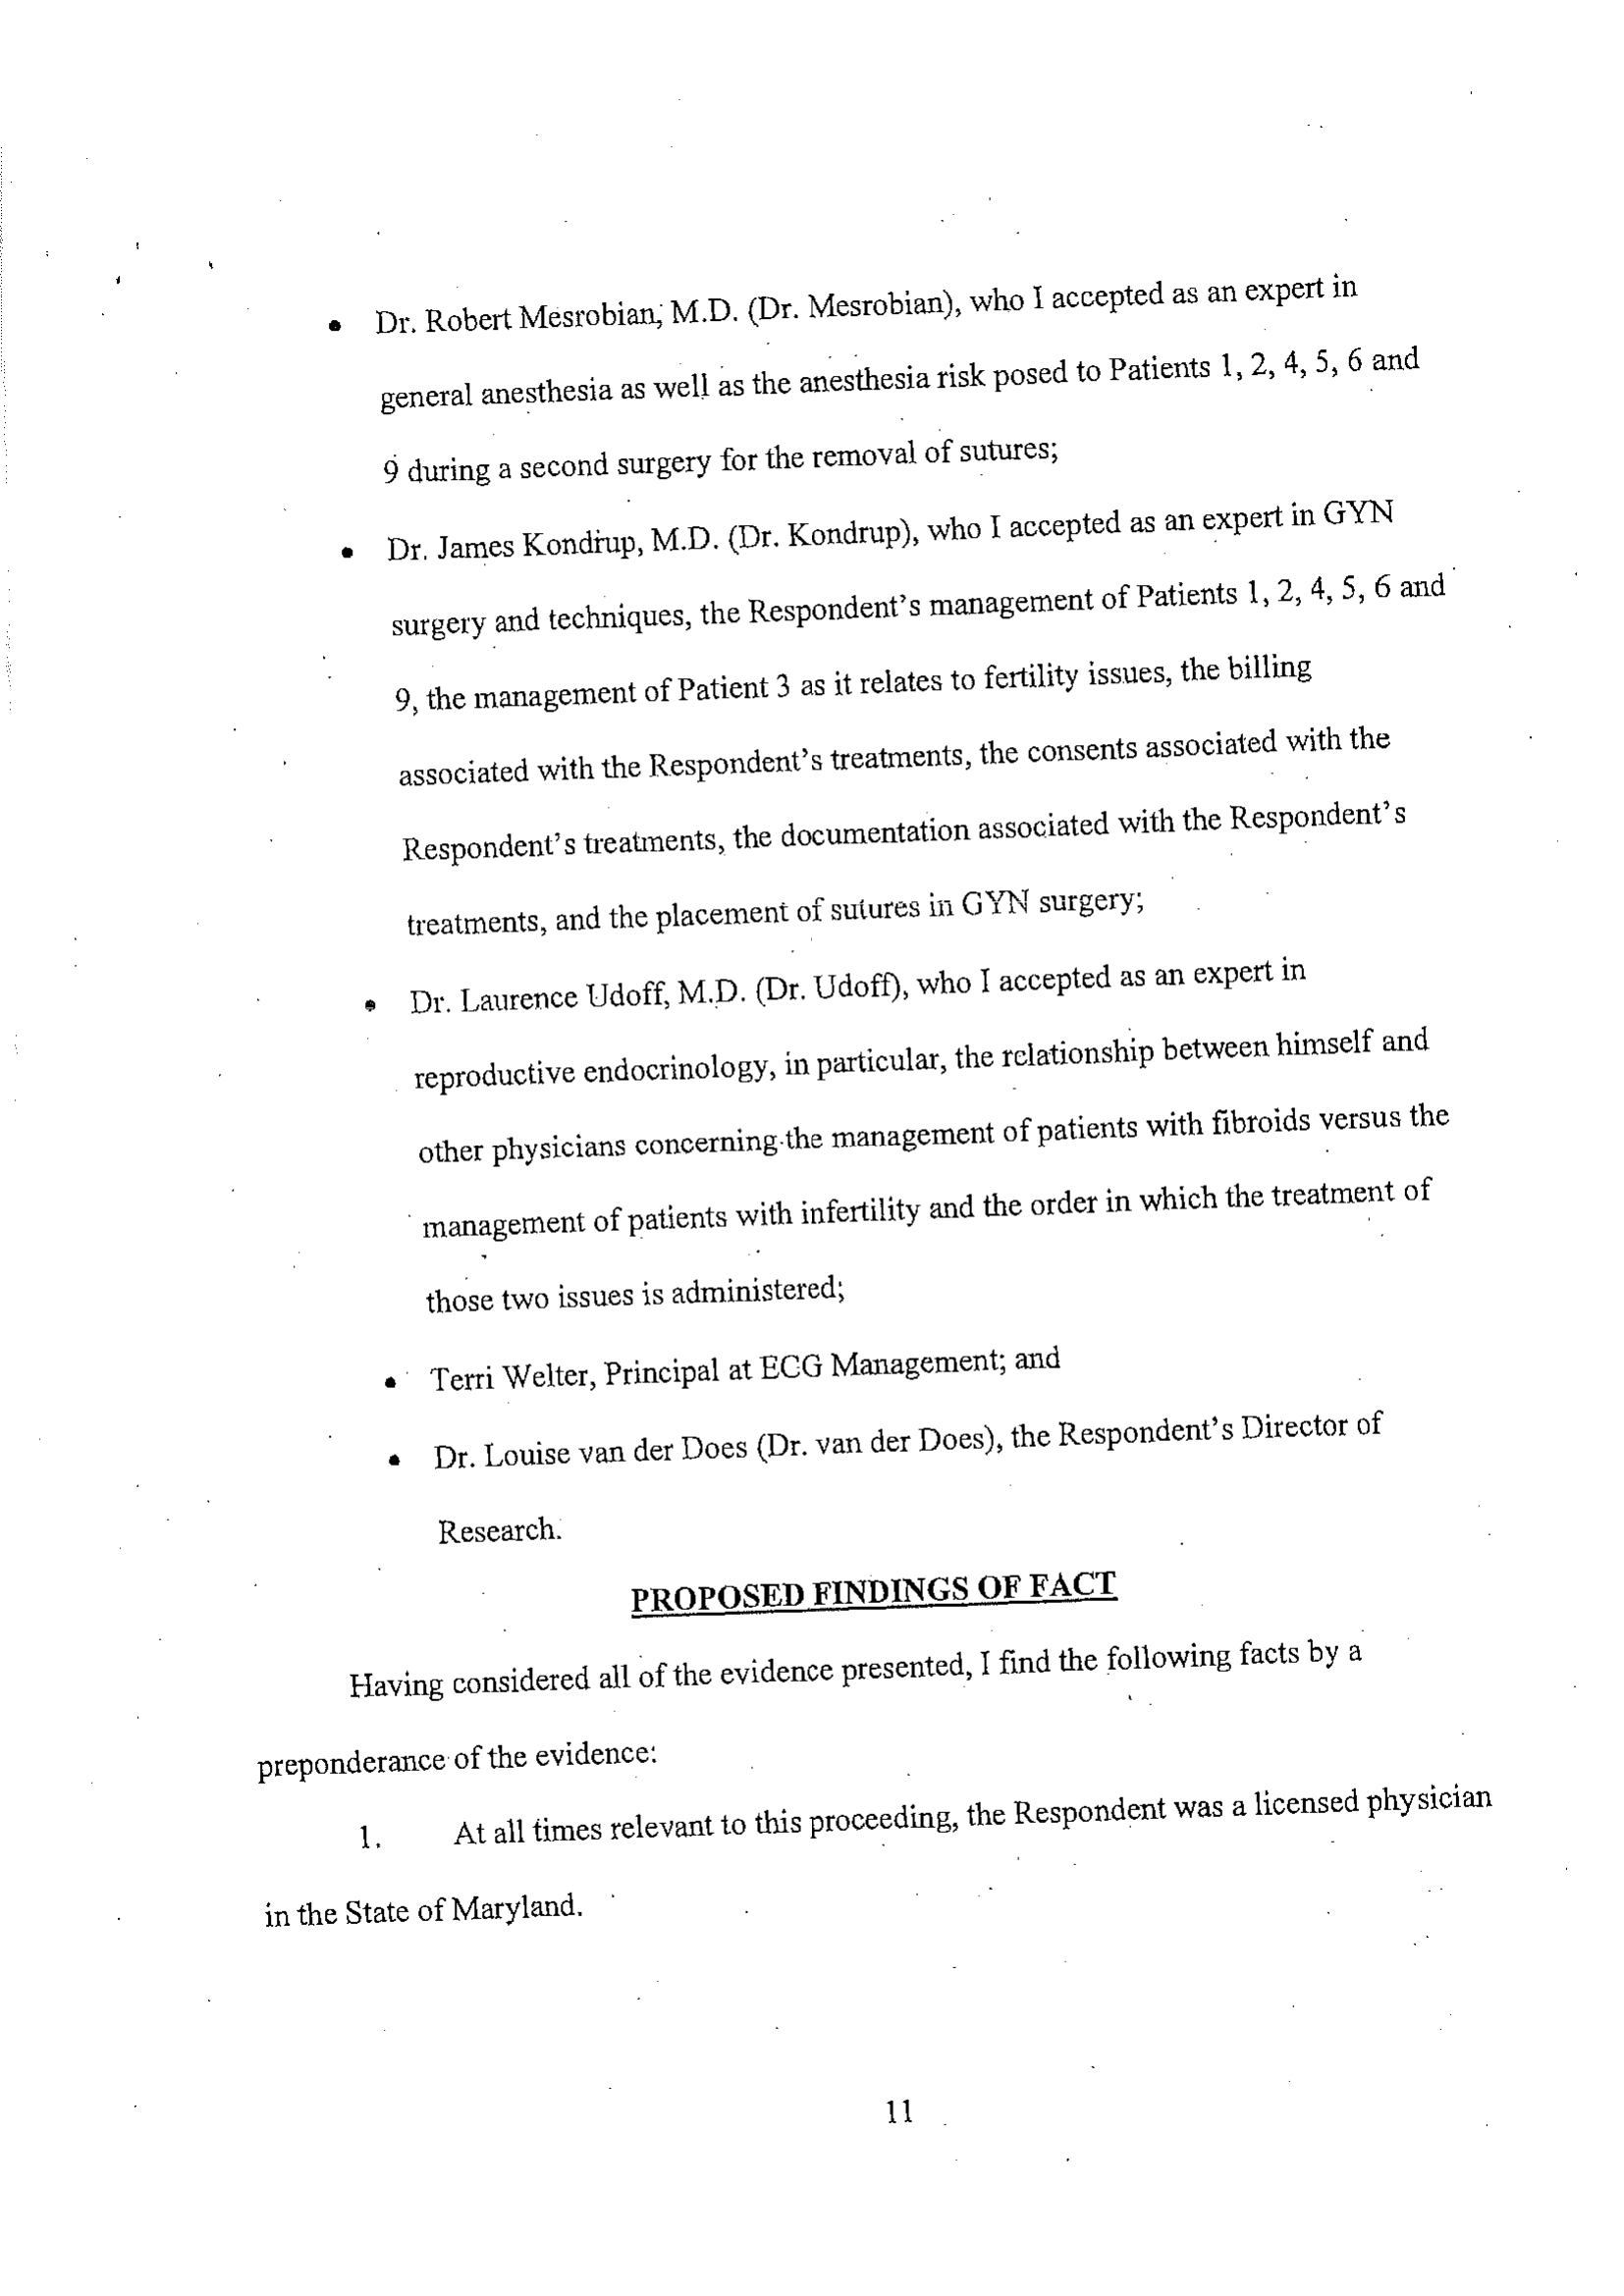 • Dr. Robert Mesrobian, M.D. (Dr. Mesrobian), who I accepted as an expert in
general anesthesia as well as the anesthesia risk posed to Patients 1, 2, 4, 5, 6 and
9 during a second surgery for the removal of sutures;
• Dr. James Kondrup, M.D. (Dr. Kondrup), who I accepted as an expert in GYN
surgery and techniques, the Respondent's management of Patients 1, 2, 4, 5, 6 and
9, the management of Patient 3 as it relates to fertility issues, the billing
associated with the Respondent's treatments, the consents associated with the
Respondent's treatments, the documentation associated with the Respondent's
treatments, and the placement of sutures in GYN surgery;
• Dr. Laurence Udoff, M.D. (Dr. Udoff), who I accepted as an expert in
reproductive endocrinology, in particular, the relationship between himself and
other physicians concerning the management of patients with fibroids versus the
management of patients with infertility and the order in which the treatment of
those two issues is administered;
• Terri Welter, Principal at ECG Management; and
• Dr. Louise van der Does (Dr. van der Does), the Respondent's Director of
Research.
PROPOSED FINDINGS OF FACT
Having considered all of the evidence presented, I find the following facts by a
preponderance of the evidence:
1. At all times relevant to this proceeding, the Respondent was a licensed physician
in the State of Maryland.
11